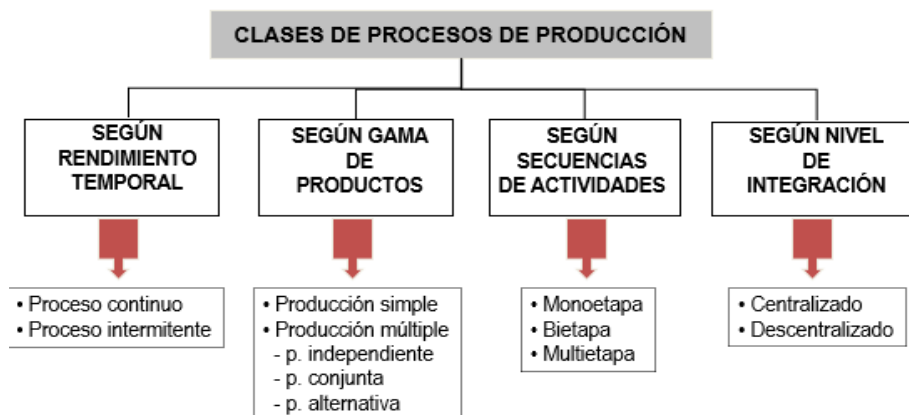 CLASES DE PROCESOS DE PRODUCCIÓN
SEGÚN
RENDIMIENTO
TEMPORAL
SEGÚN GAMA
DE
PRODUCTOS
SEGÚN
SECUENCIAS
DE ACTIVIDADES
SEGÚN NIVEL
DE
INTEGRACIÓN
• Proceso continuo
• Proceso intermitente
• Producción simple
• Producción múltiple
- p. independiente
- p. conjunta
- p. alternativa
• Monoetapa
• Bietapa
• Multietapa
• Centralizado
• Descentralizado